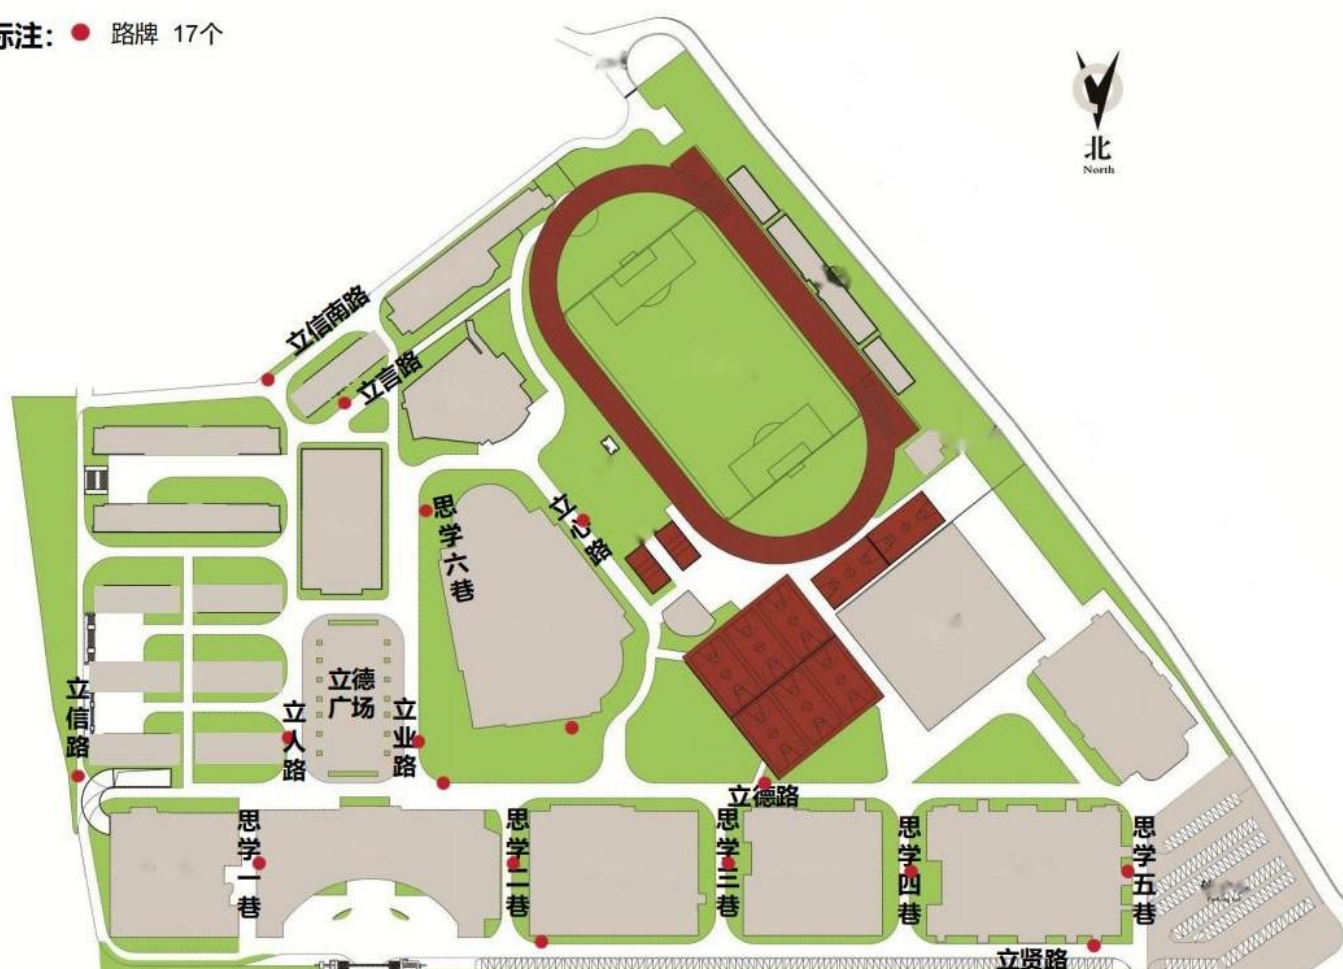 标注： 路牌 17个
北
North
立信南路
立言路
思学六巷
立心路
立德
广场
立信路
立人路
立业路
立德路
思学一巷
思学二巷
思学三巷
思学四巷
思学五巷
立贤路